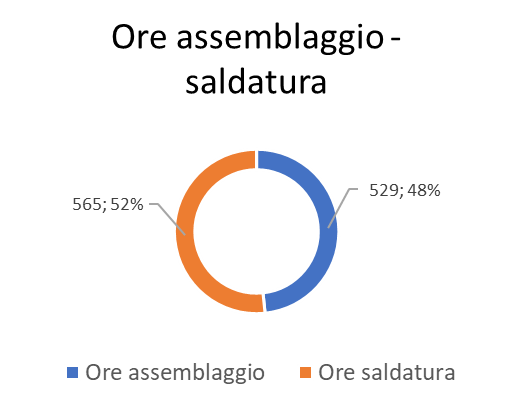 Ore assemblaggio -
saldatura
565; 52%
529; 48%
Ore assemblaggio
Ore saldatura